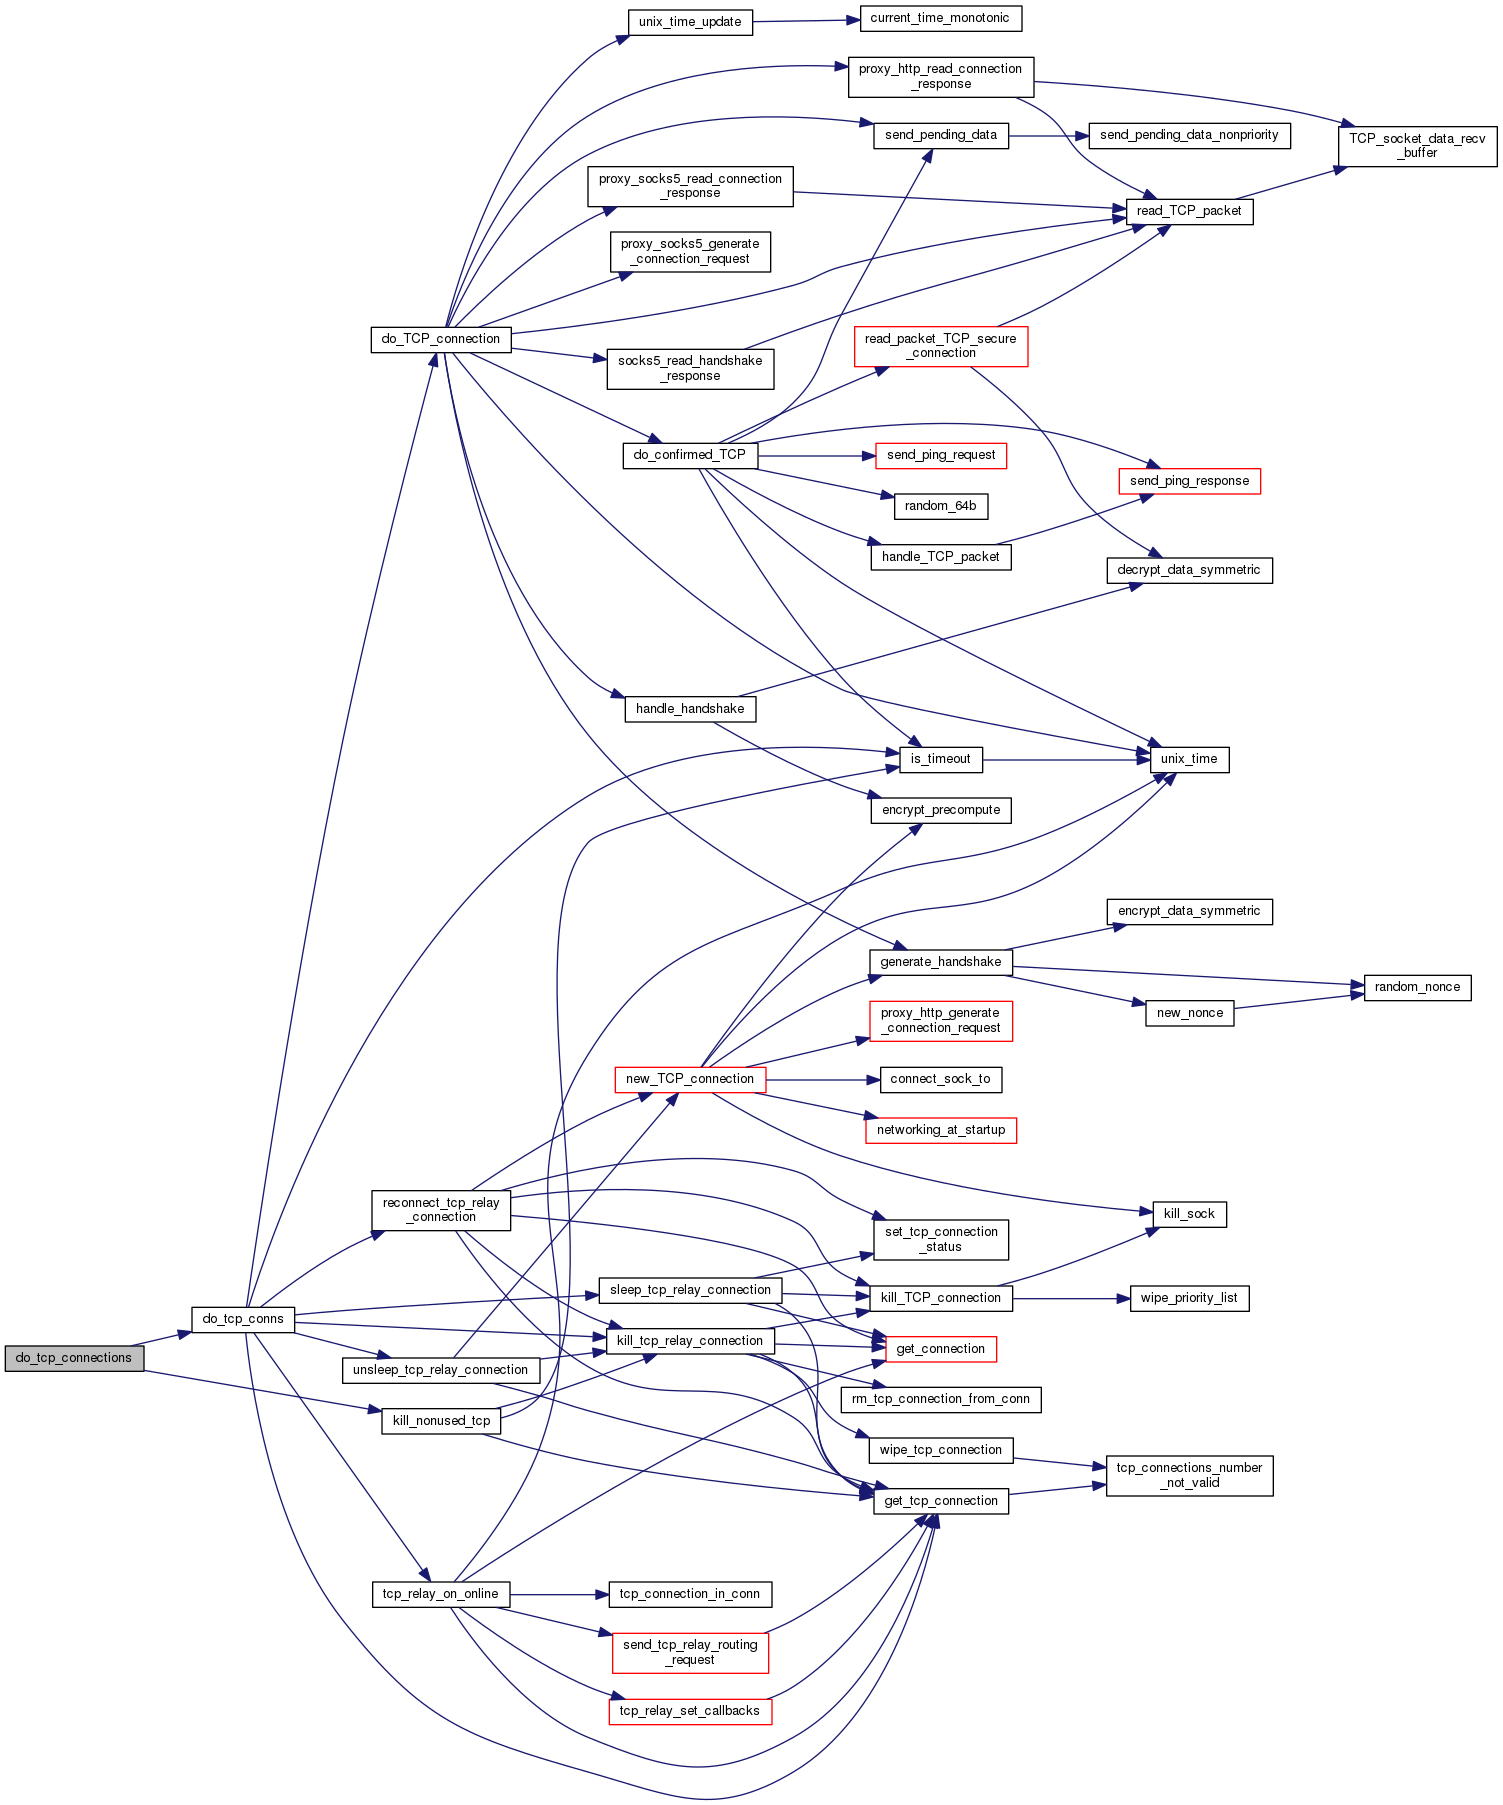 unix_time_update
current_time_monotonic
proxy_http_read_connection
_response
send_pending_data
send_pending_data_nonpriority
TCP_socket_data_recv
_buffer
proxy_socks5_read_connection
_response
read_TCP_packet
proxy_socks5_generate
_connection_request
do_TCP_connection
socks5_read_handshake
_response
read_packet_TCP_secure
_connection
do_confirmed_TCP
send_ping_request
send_ping_response
random_64b
handle_TCP_packet
decrypt_data_symmetric
handle_handshake
is_timeout
unix_time
encrypt_precompute
encrypt_data_symmetric
generate_handshake
random_nonce
new_nonce
proxy_http_generate
_connection_request
new_TCP_connection
connect_sock_to
networking_at_startup
reconnect_tcp_relay
_connection
kill_sock
set_tcp_connection
_status
sleep_tcp_relay_connection
kill_TCP_connection
wipe_priority_list
do_tcp_conns
kill_tcp_relay_connection
get_connection
do_tcp_connections
unsleep_tcp_relay_connection
rm_tcp_connection_from_conn
kill_nonused_tcp
wipe_tcp_connection
tcp_connections_number
_not_valid
get_tcp_connection
tcp_relay_on_online
tcp_connection_in_conn
send_tcp_relay_routing
_request
tcp_relay_set_callbacks